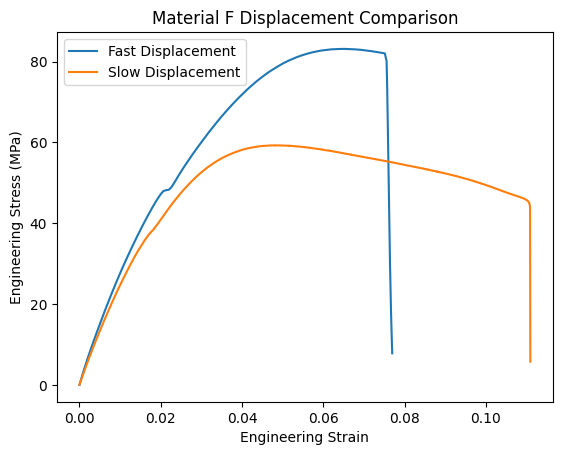 Material F Displacement Comparison
Fast Displacement
Slow Displacement
Engineering Stress (MPa)
80
60
40
20
0
0.00 0.02 0.04 0.06 0.08 0.10
Engineering Strain